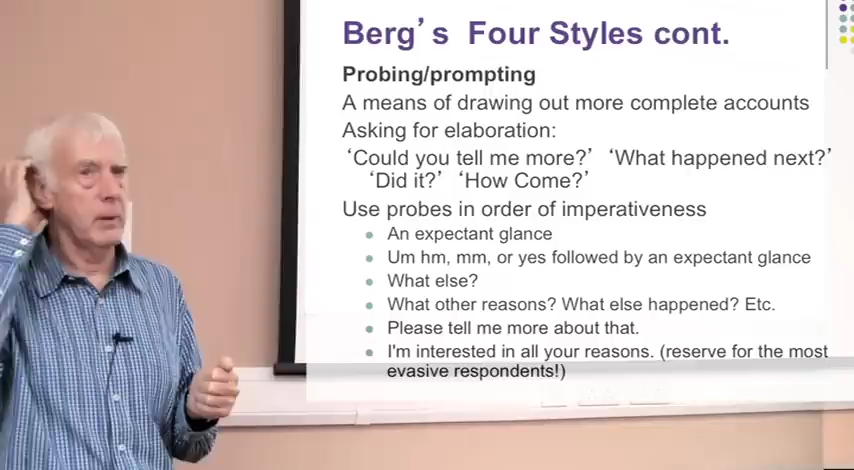 Berg's Four Styles cont.
Probing/prompting
A means of drawing out more complete accounts
Asking for elaboration:
‘Could you tell me more?’ ‘What happened next?’
‘Did it?’ ‘How Come?’
Use probes in order of imperativeness
• An expectant glance
• Um hm, mm, or yes followed by an expectant glance
• What else?
• What other reasons? What else happened? Etc.
• Please tell me more about that.
• I'm interested in all your reasons. (reserve for the most
evasive respondents!)